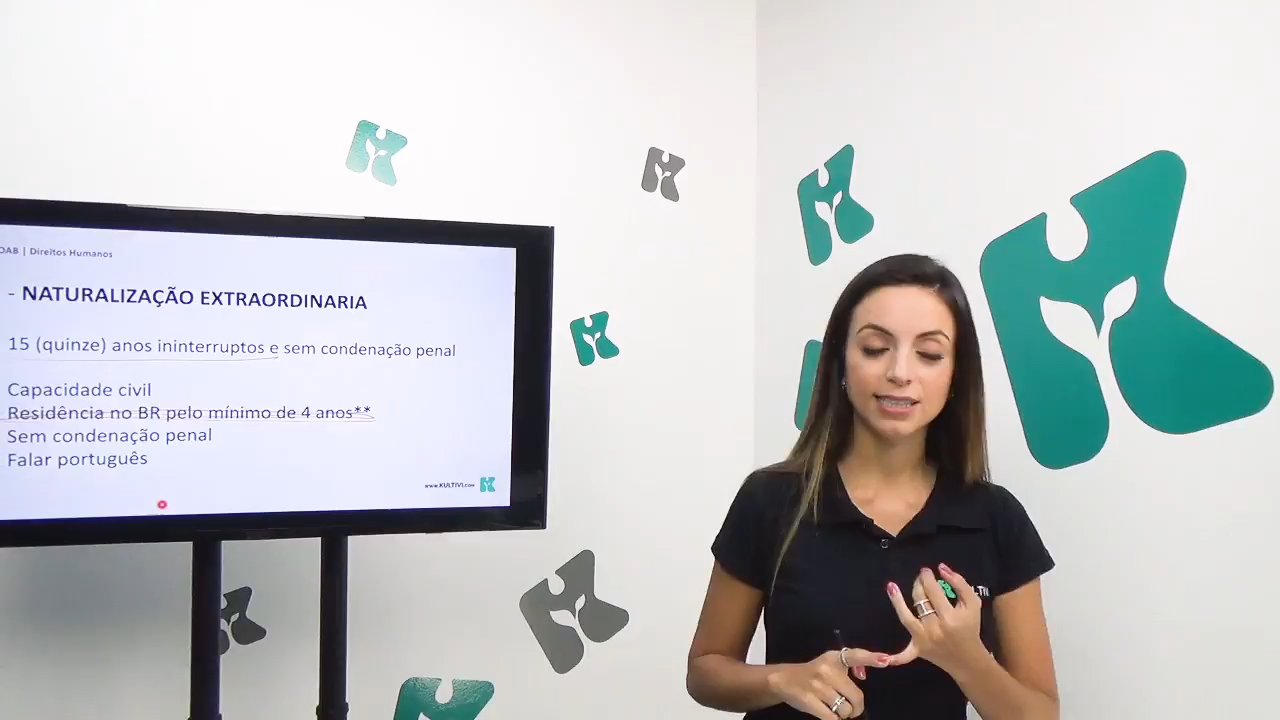 OAB | Direitos Humanos
- NATURALIZAÇÃO EXTRAORDINARIA
15 (quinze) anos ininterruptos e sem condenação penal
Capacidade civil
Residência no BR pelo mínimo de 4 anos**
Sem condenação penal
Falar português
www.KULTIVI.com